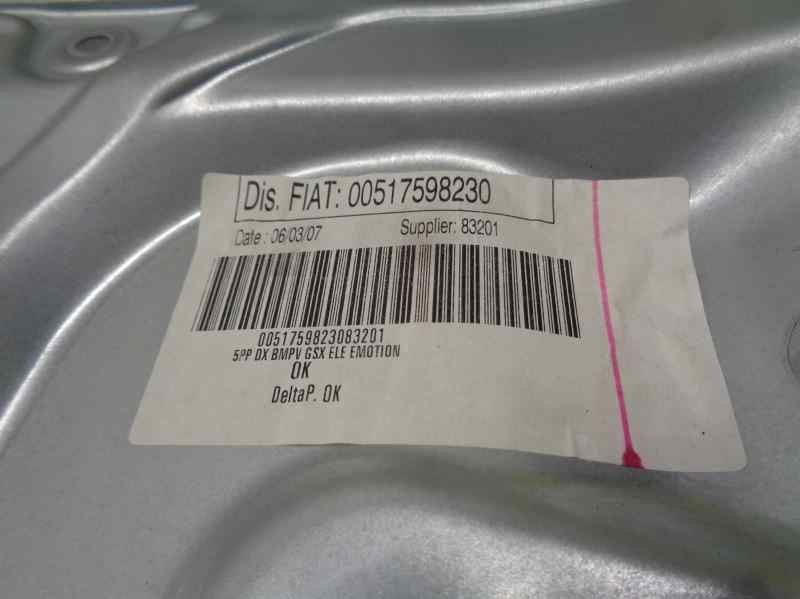 Dis. FIAT: 00517598230
Date : 06/03/07 Supplier: 83201
0051759823083201
5PP DX BMPV GSX ELE EMOTION
OK
DeltaP. OK